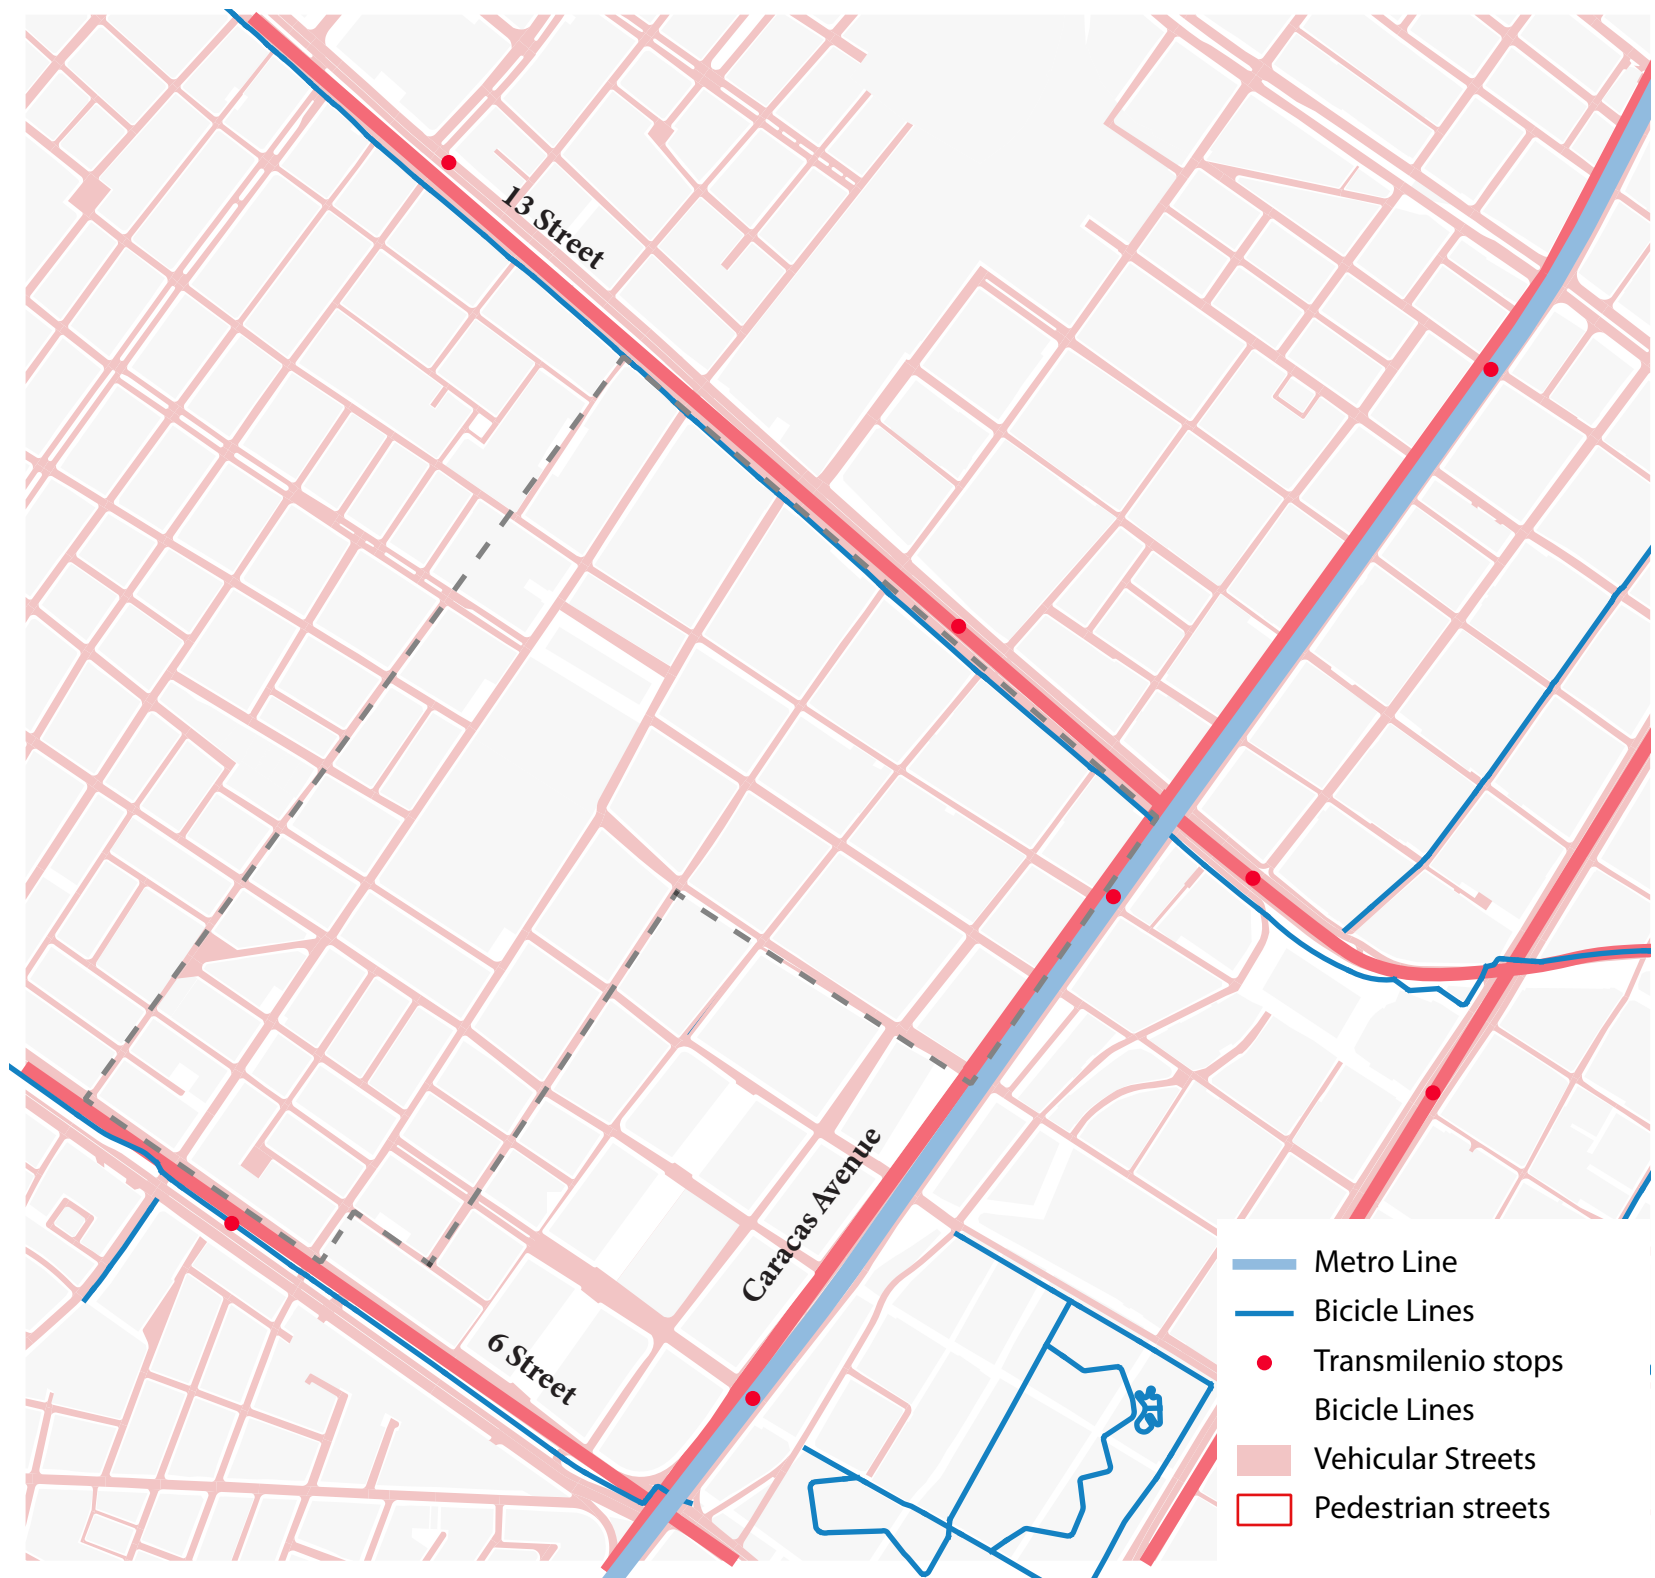 13 Street
Caracas Avenue
6 Street
Metro Line
Bicicle Lines
Transmilenio stops
Bicicle Lines
Vehicular Streets
Pedestrian streets